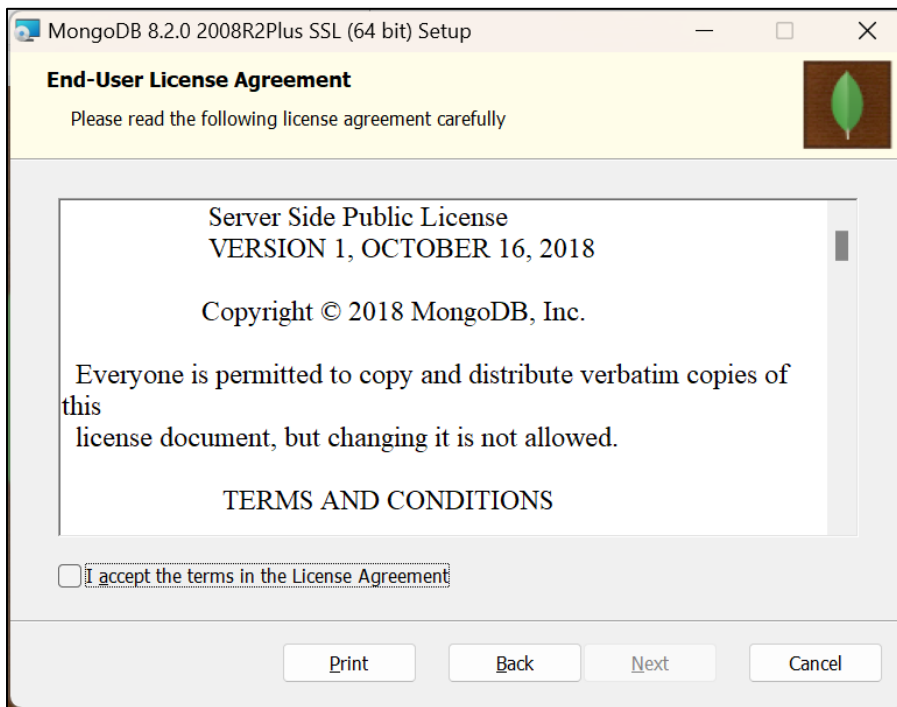 MongoDB 8.2.0 2008R2Plus SSL (64 bit) Setup
End-User License Agreement
Please read the following license agreement carefully
Server Side Public License
VERSION 1, OCTOBER 16, 2018
Copyright © 2018 MongoDB, Inc.
Everyone is permitted to copy and distribute verbatim copies of
this
license document, but changing it is not allowed.
TERMS AND CONDITIONS
I accept the terms in the License Agreement
Print Back Next Cancel